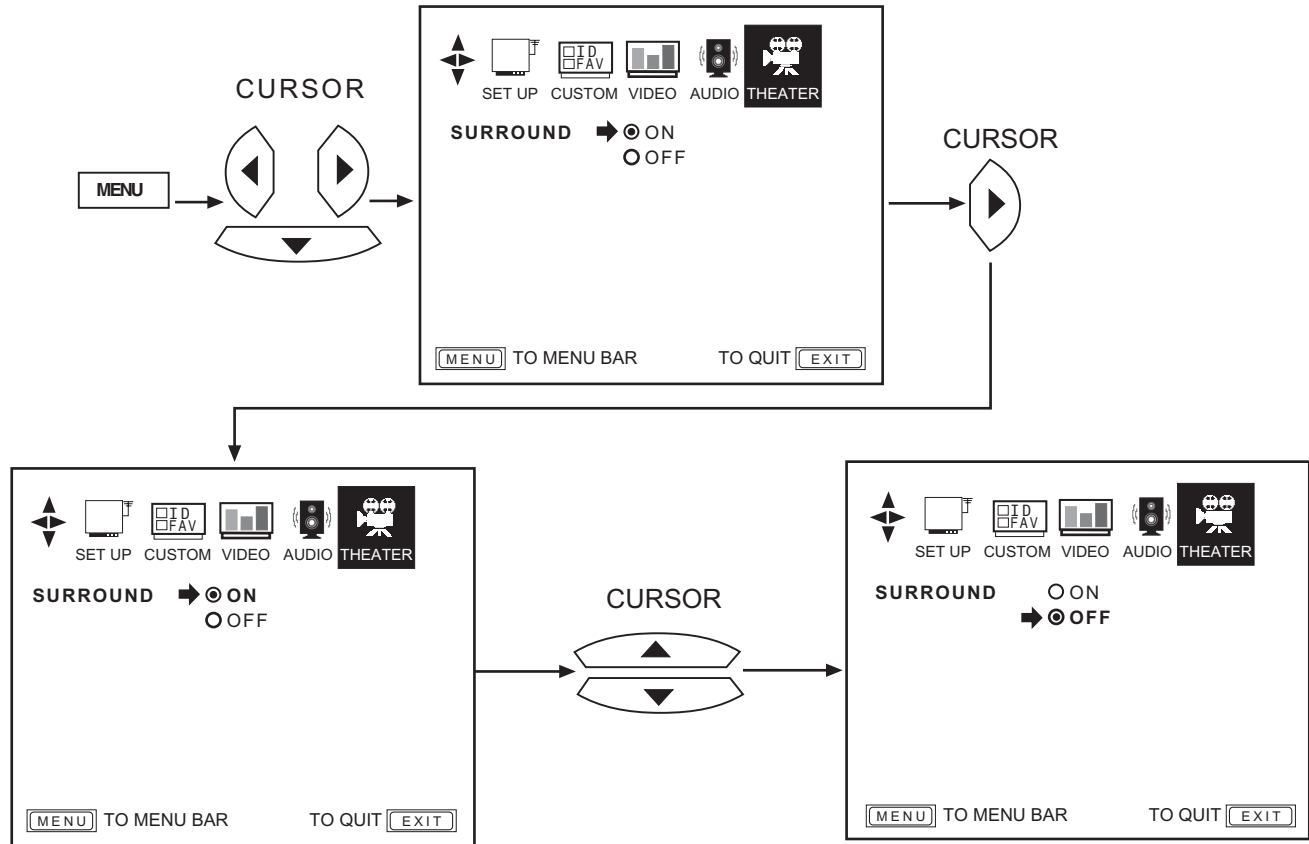 CURSOR
MENU
ID
FAV
SET UP CUSTOM VIDEO AUDIO THEATER
SURROUND ON
OFF
MENU TO MENU BAR TO QUIT EXIT
CURSOR
ID
FAV
SET UP CUSTOM VIDEO AUDIO THEATER
SURROUND ON
OFF
MENU TO MENU BAR TO QUIT EXIT
CURSOR
ID
FAV
SET UP CUSTOM VIDEO AUDIO THEATER
SURROUND ON
OFF
MENU TO MENU BAR TO QUIT EXIT